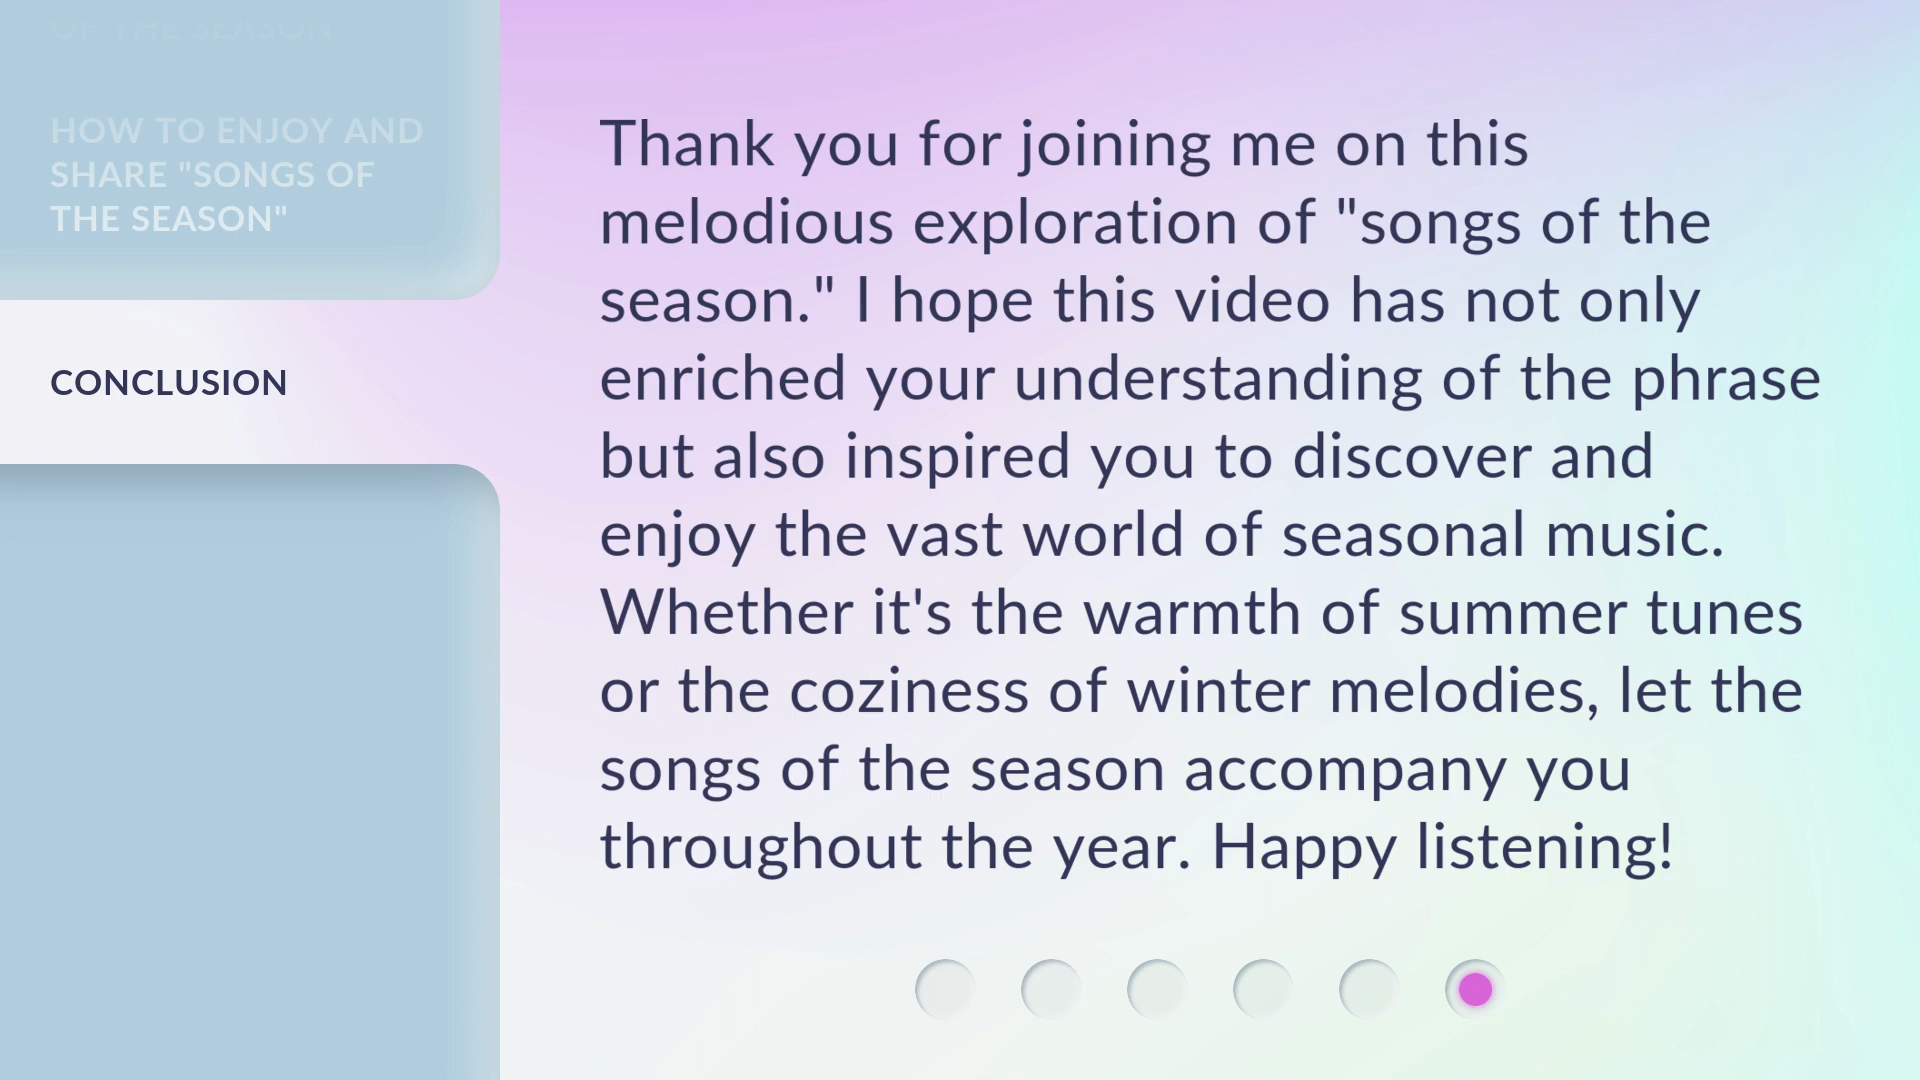 OF THE SEASON
HOW TO ENJOY AND
SHARE "SONGS OF
THE SEASON"
CONCLUSION
Thank you for joining me on this
melodious exploration of "songs of the
season." I hope this video has not only
enriched your understanding of the phrase
but also inspired you to discover and
enjoy the vast world of seasonal music.
Whether it's the warmth of summer tunes
or the coziness of winter melodies, let the
songs of the season accompany you
throughout the year. Happy listening!